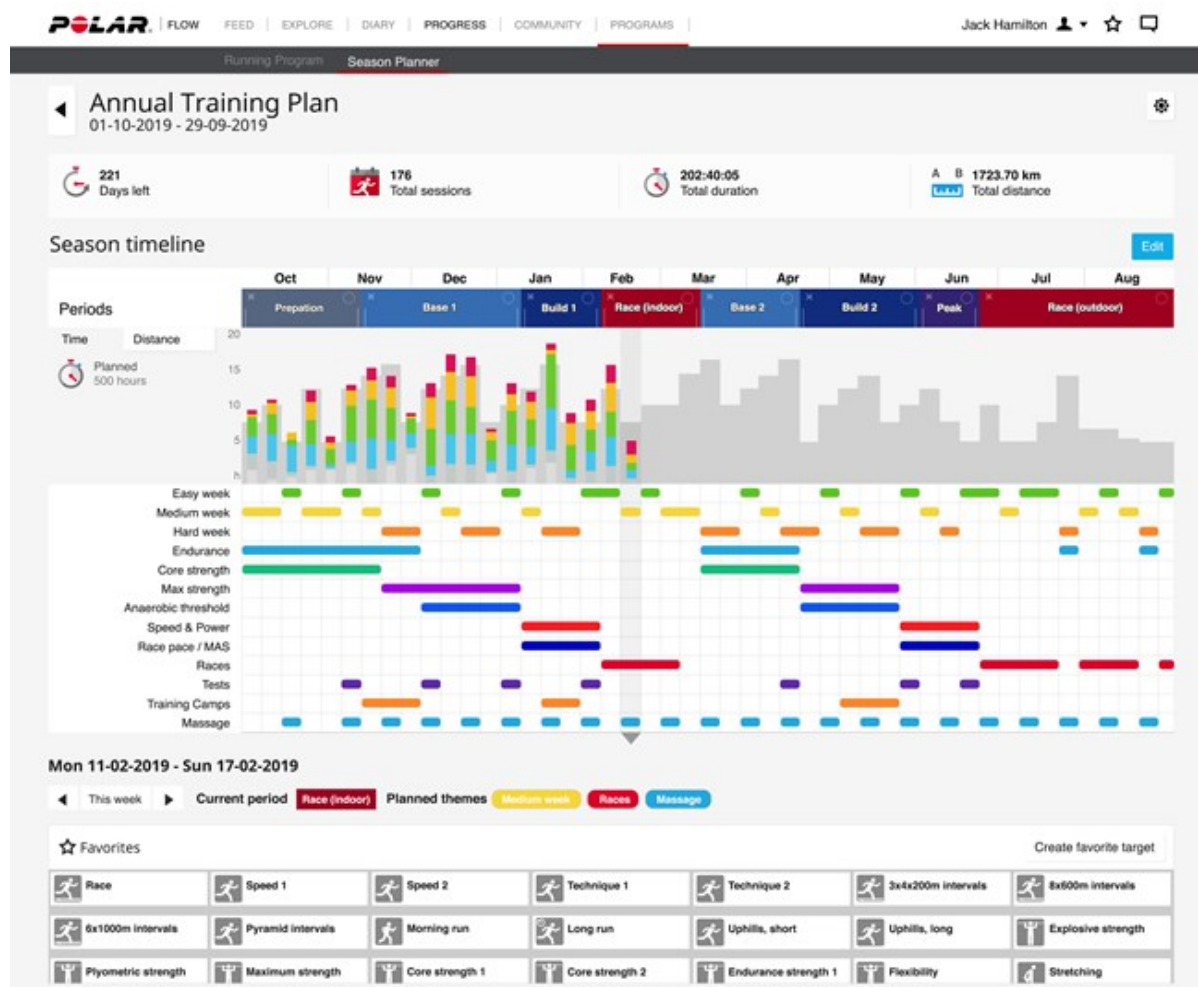 POLAR. FLOW FEED EXPLORE DIARY PROGRESS COMMUNITY PROGRAMS Jack Hamilton
Running Program Season Planner
Annual Training Plan
01-10-2019 - 29-09-2019
221 176 202:40:05 A B 1723.70 km
Days left Total sessions Total duration Total distance
Season timeline Edit
Oct Nov Dec Jan Feb Mar Apr May Jun Jul Aug
Periods Prepation Base 1 Build 1 Race (indoor) Base 2 Build 2 Peak Race (outdoor)
Time Distance 20
Planned 15
500 hours
10
5
h
Easy week
Medium week
Hard week
Endurance
Core strength
Max strength
Anaerobic threshold
Speed & Power
Race pace / MAS
Races
Tests
Training Camps
Massage
Mon 11-02-2019 - Sun 17-02-2019
This week Current period Race (indoor) Planned themes Medium week Races Massage
Favorites Create favorite target
Race Speed 1 Speed 2 Technique 1 Technique 2 3x4x200m intervals 8x600m intervals
6x1000m intervals Pyramid intervals Morning run Long run Uphills, short Uphills, long Explosive strength
Plyometric strength Maximum strength Core strength 1 Core strength 2 Endurance strength 1 Flexibility Stretching